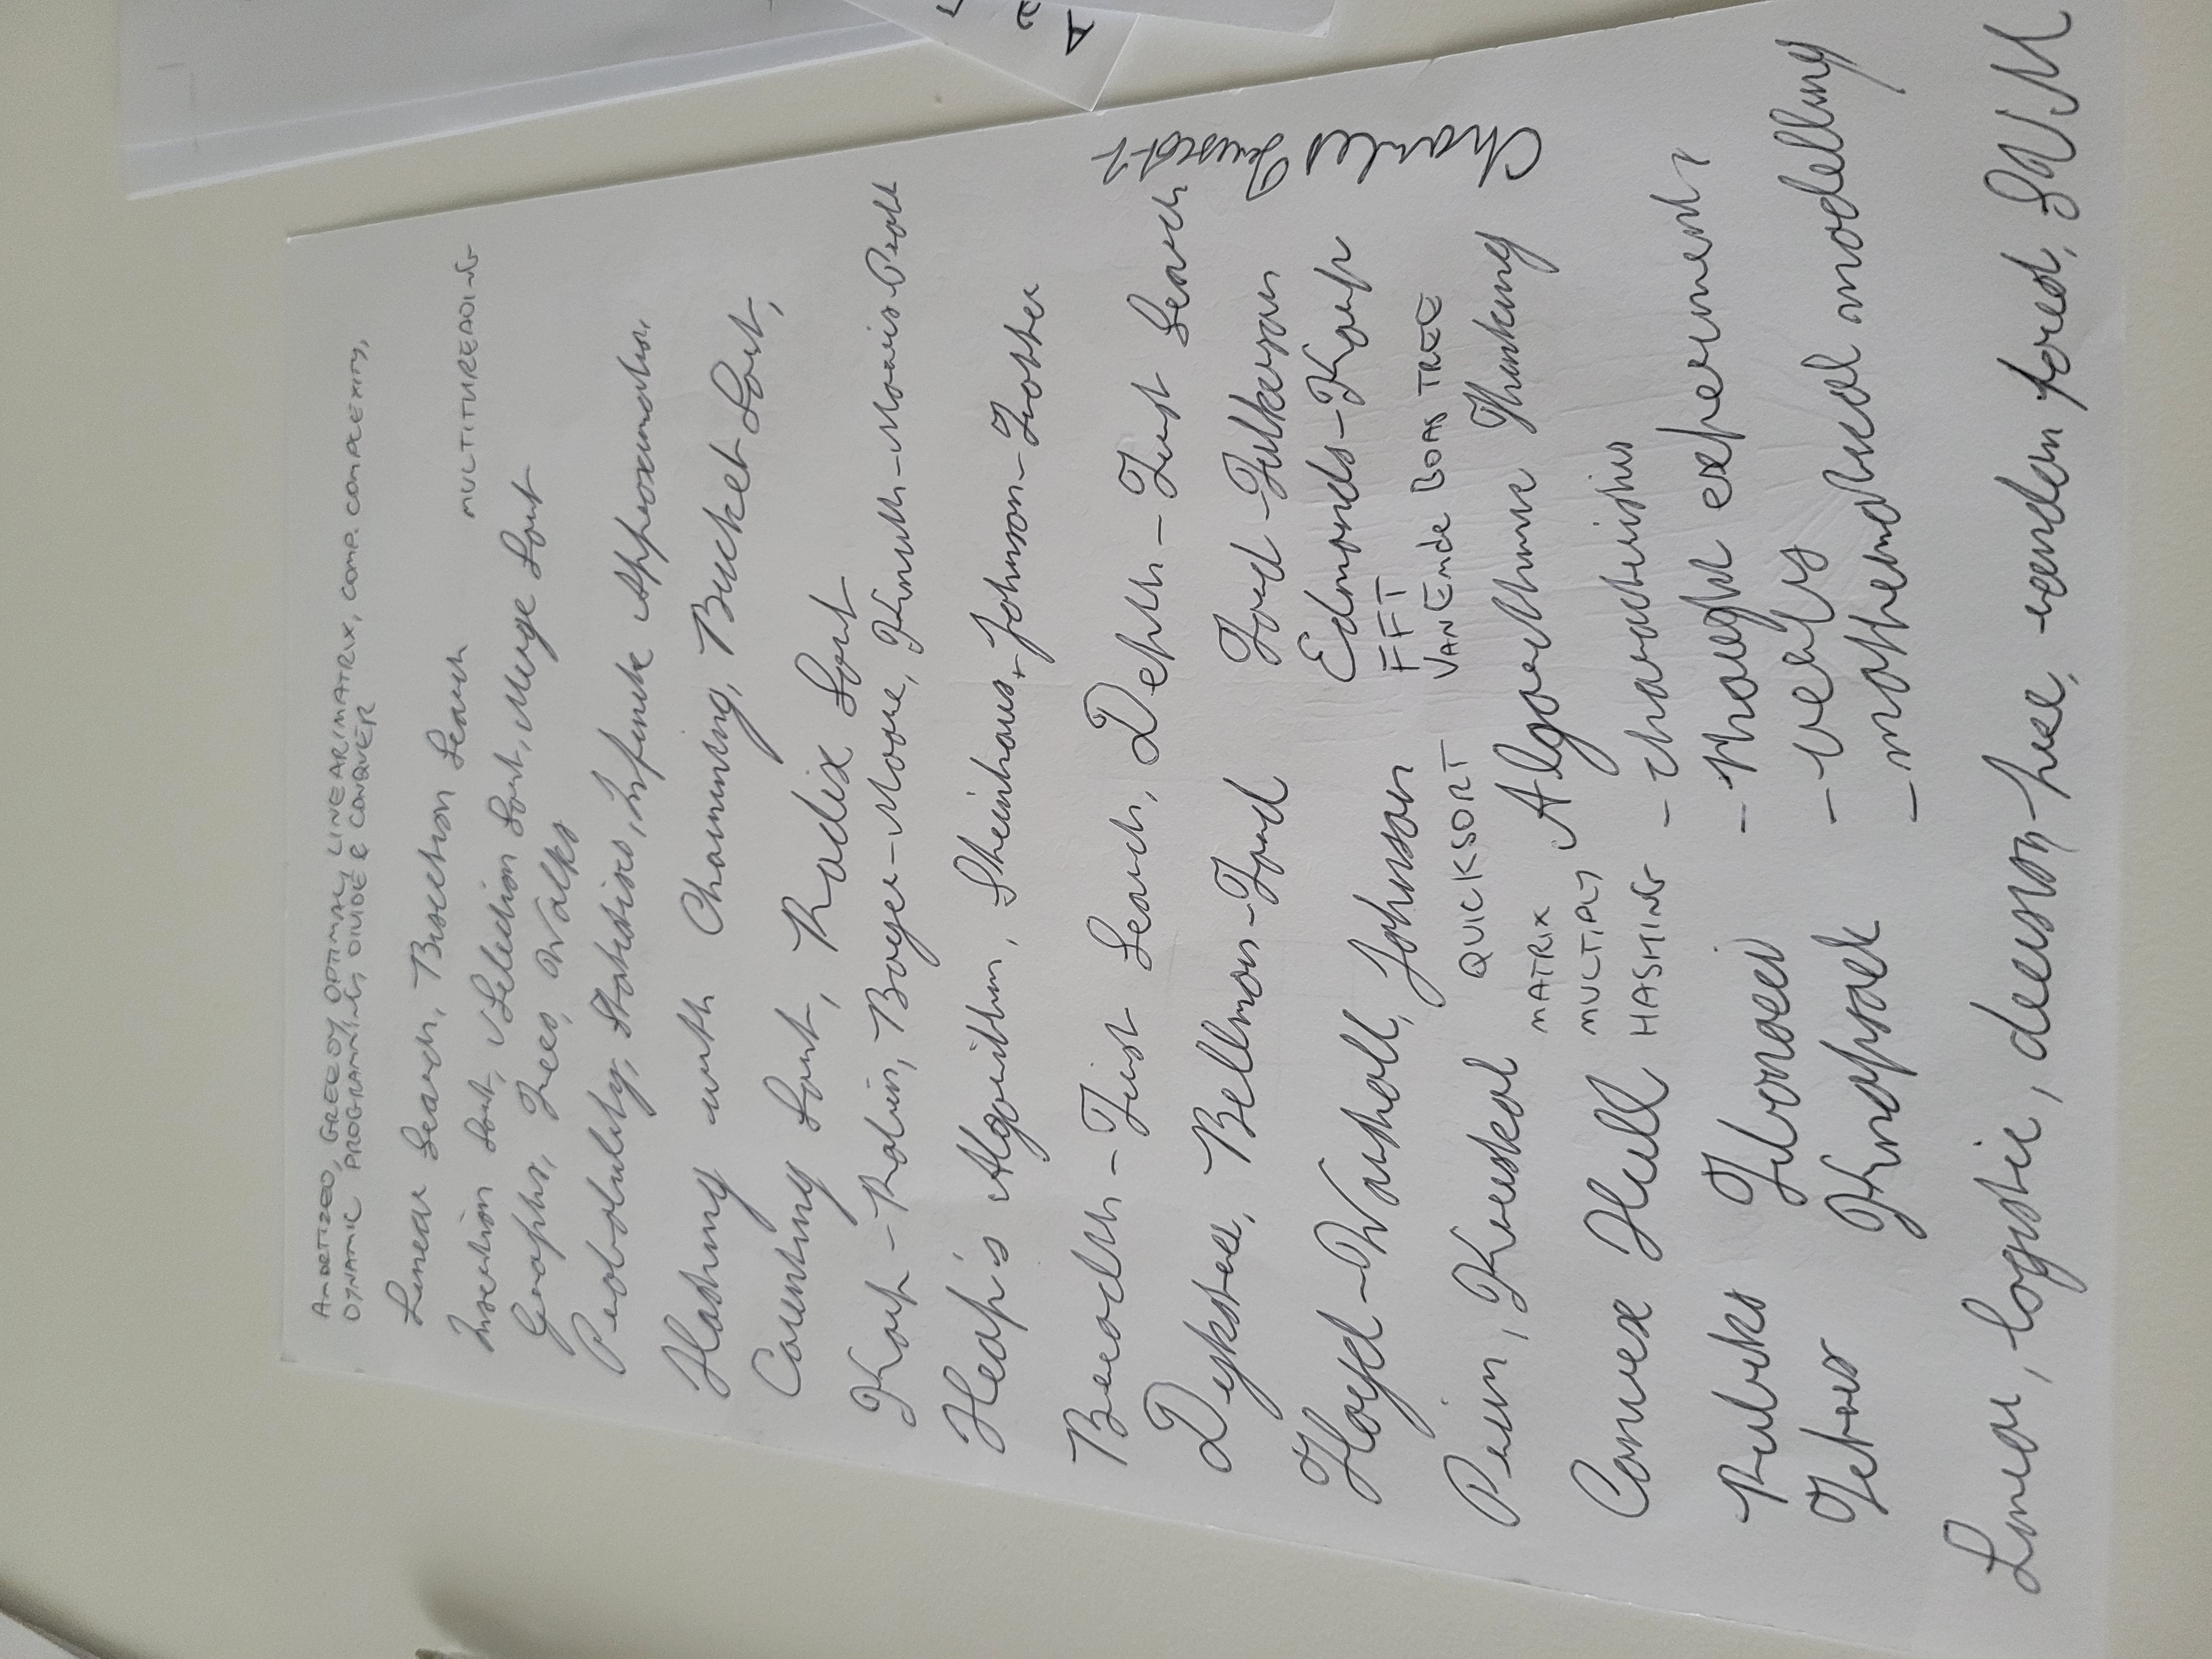 AMORTIZED, GREEDY, OPTIMAL, LINEAR/MATRIX, COMP. COMPLEXITY,
DYNAMIC PROGRAMMING, DIVIDE & CONQUER
Linear Search, Bisection Search
MULTITHREADING
Insertion Sort, Selection Sort, Merge Sort
Graphs, Trees, Walks
Probability, Statistics, Infinite Approximation
Hashing with Chainning, Bucket Sort,
Counting Sort, Radix Sort
Karp-Rabin, Boyer-Moore, Knuth-Morris-Pratt
Heap's Algorithm, Steinhaus-Johnson-Trotter
Breadth-First Search, Depth-First Search
Dijkstra, Bellman-Ford
Ford-Fulkerson
Floyd-Warshall, Johnson
Edmonds-Karp
FFT
Van Emde BOAS TREE
Prim, Kruskal
QUICKSORT
MATRIX
MULTIPLY
HASHING
Convex Hull
Algorithmic Thinking
- characteristics
- thought experiments
- verify
- mathematical modelling
Rubiks Fibonacci
Tetris Knapsack
Linear, logistic, decision tree, random forest, SVM
Charles
A a